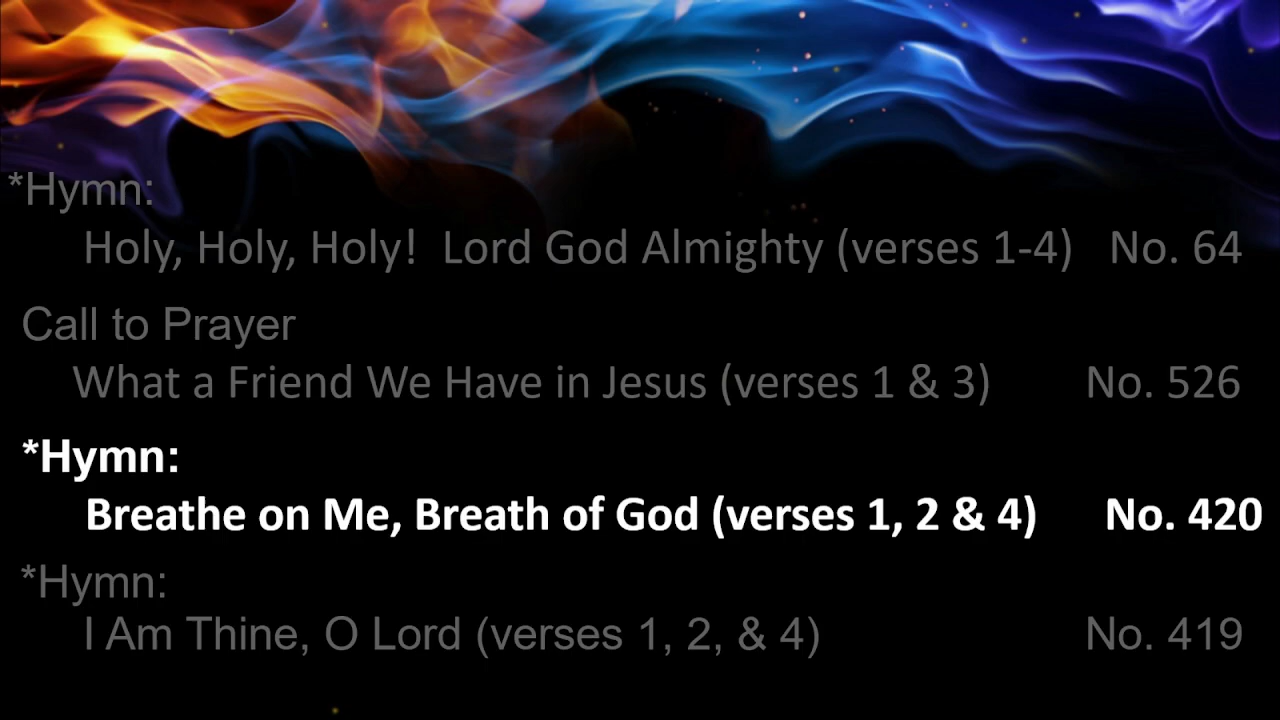 *Hymn:
Holy, Holy, Holy! Lord God Almighty (verses 1-4) No. 64
Call to Prayer
What a Friend We Have in Jesus (verses 1 & 3) No. 526
*Hymn:
Breathe on Me, Breath of God (verses 1, 2 & 4) No. 420
*Hymn:
I Am Thine, O Lord (verses 1, 2, & 4) No. 419